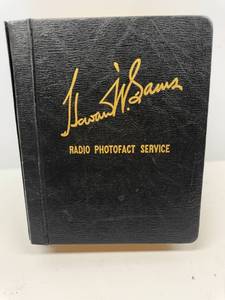 Howard W. Sams
RADIO PHOTOFACT SERVICE